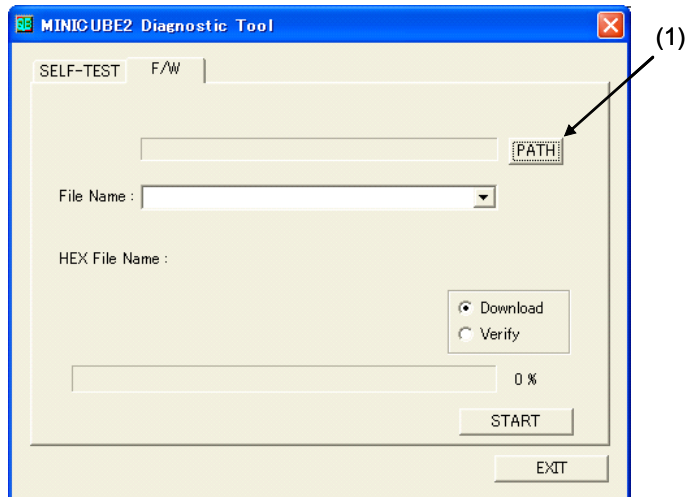 MINICUBE2 Diagnostic Tool
(1)
SELF-TEST F/W
PATH
File Name :
HEX File Name :
Download
Verify
0 %
START
EXIT